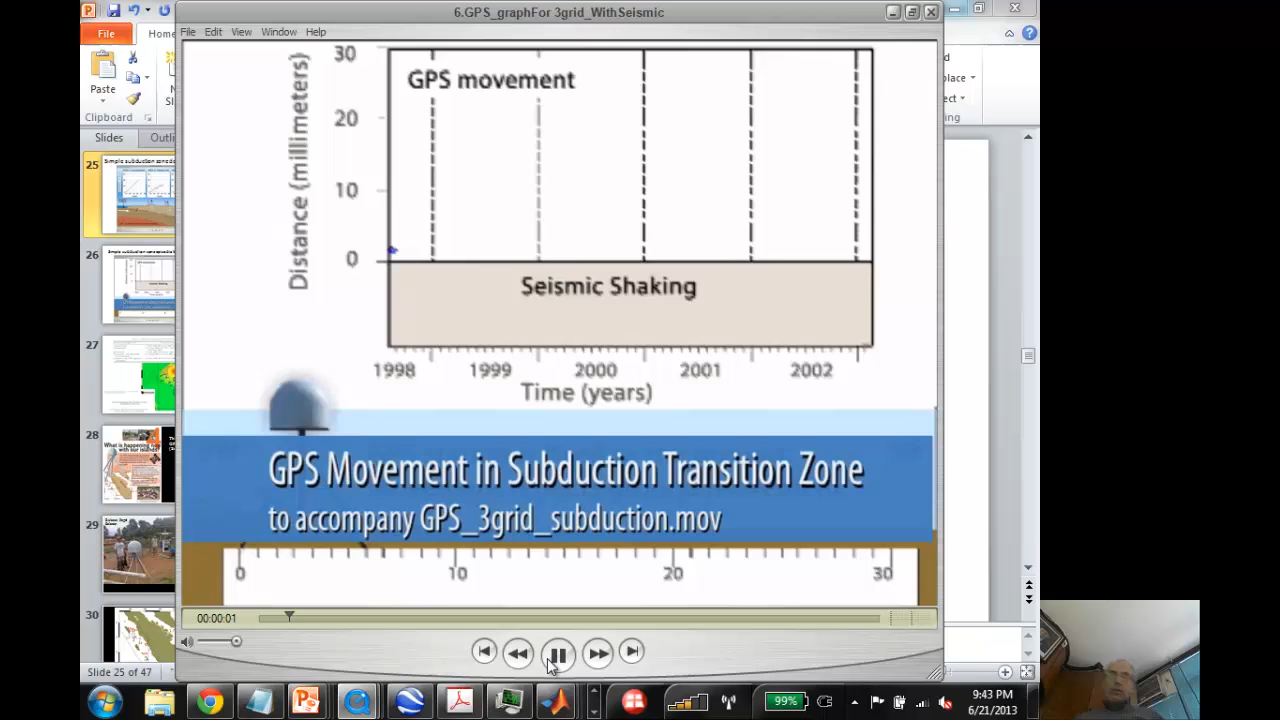 6.GPS_graphFor 3grid_WithSeismic
File Edit View Window Help
File
Home
Paste
Clipboard
Slides
Outli
30
20
10
0
Distance (millimeters)
GPS movement
Seismic Shaking
1998 1999 2000 2001 2002
Time (years)
GPS Movement in Subduction Transition Zone
to accompany GPS_3grid_subduction.mov
0 10 20 30
00:00:01
25
26
27
28
29
30
Slide 25 of 47
99%
9:43 PM
6/21/2013